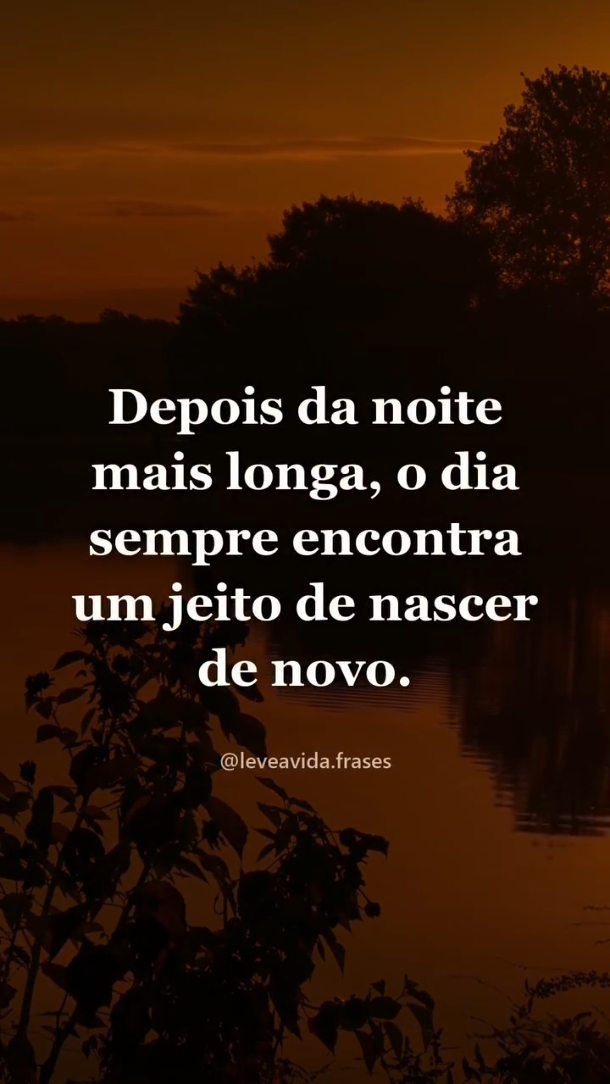 Depois da noite
mais longa, o dia
sempre encontra
um jeito de nascer
de novo.
@leveavida.frases